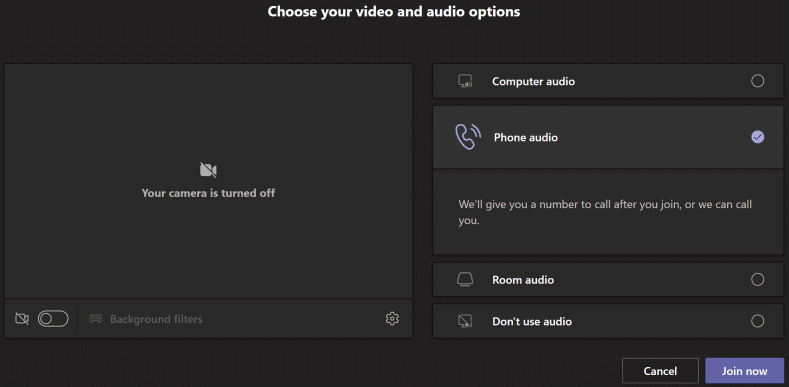 Choose your video and audio options
Your camera is turned off
Background filters
Computer audio
Phone audio
We'll give you a number to call after you join, or we can call
you.
Room audio
Don't use audio
Cancel
Join now